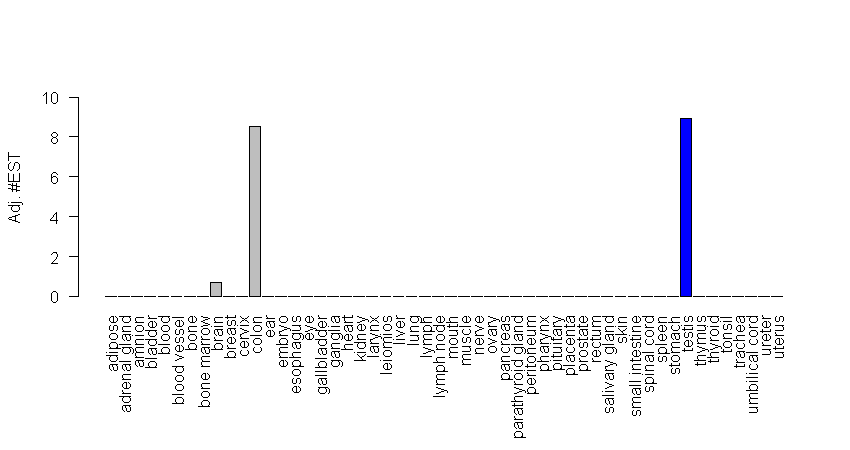 Adj. #EST
10
8
6
4
2
0
adipose
adrenal gland
amnion
bladder
blood
blood vessel
bone
bone marrow
brain
breast
cervix
colon
ear
embryo
esophagus
eye
gallbladder
ganglia
heart
kidney
larynx
leiomios
liver
lung
lymph
lymph node
mouth
muscle
nerve
ovary
pancreas
parathyroid gland
peritoneum
pharynx
pituitary
placenta
prostate
rectum
salivary gland
skin
small intestine
spinal cord
spleen
stomach
testis
thymus
thyroid
tonsil
trachea
umbilical cord
ureter
uterus